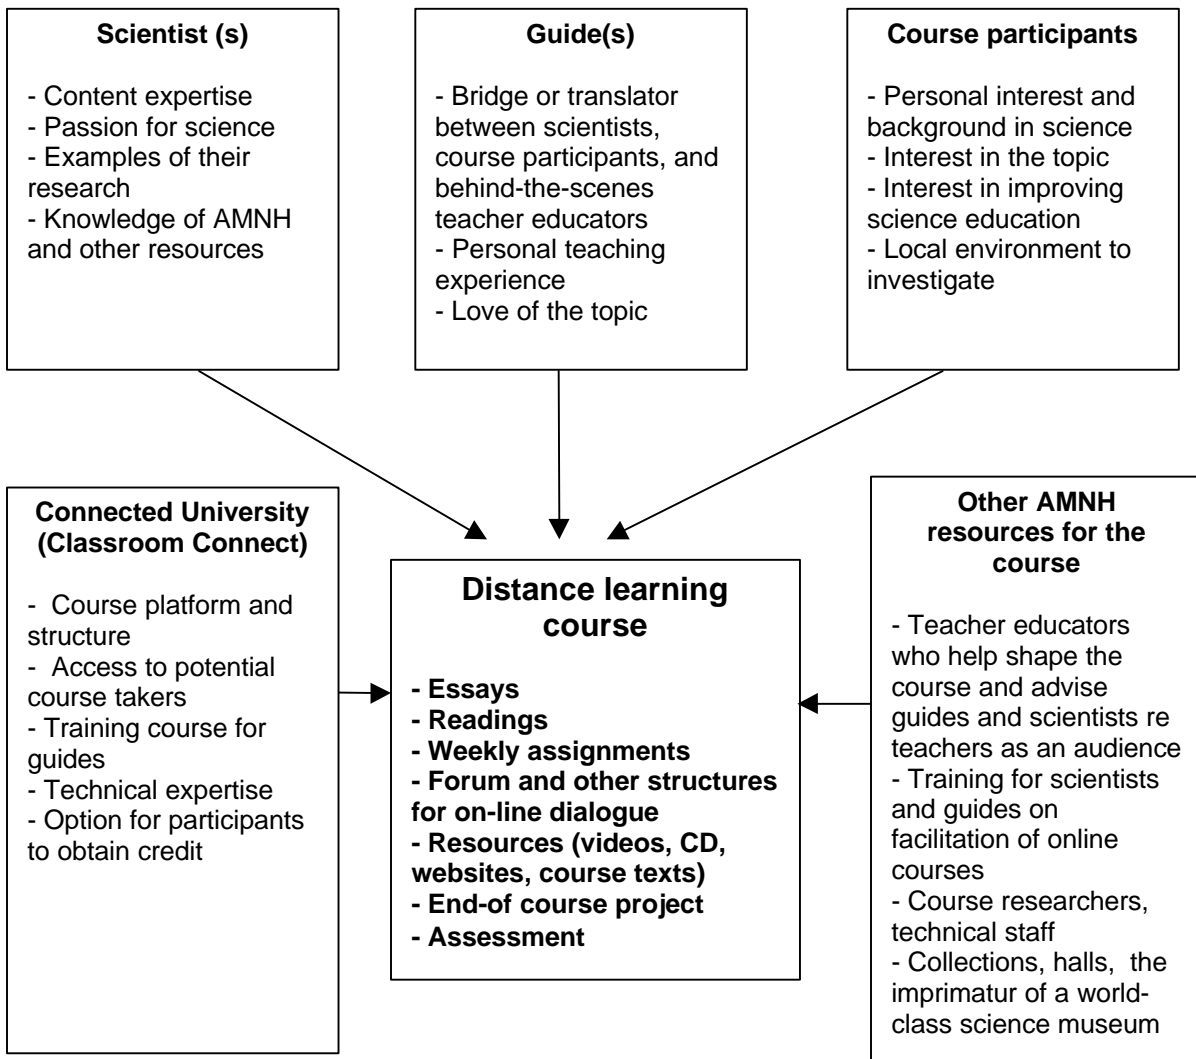 Scientist (s)
- Content expertise
- Passion for science
- Examples of their
research
- Knowledge of AMNH
and other resources
Guide(s)
- Bridge or translator
between scientists,
course participants, and
behind-the-scenes
teacher educators
- Personal teaching
experience
- Love of the topic
Course participants
- Personal interest and
background in science
- Interest in the topic
- Interest in improving
science education
- Local environment to
investigate
Connected University
(Classroom Connect)
- Course platform and
structure
- Access to potential
course takers
- Training course for
guides
- Technical expertise
- Option for participants
to obtain credit
Distance learning
course
- Essays
- Readings
- Weekly assignments
- Forum and other structures
for on-line dialogue
- Resources (videos, CD,
websites, course texts)
- End-of course project
- Assessment
Other AMNH
resources for the
course
- Teacher educators
who help shape the
course and advise
guides and scientists re
teachers as an audience
- Training for scientists
and guides on
facilitation of online
courses
- Course researchers,
technical staff
- Collections, halls, the
imprimatur of a world-
class science museum